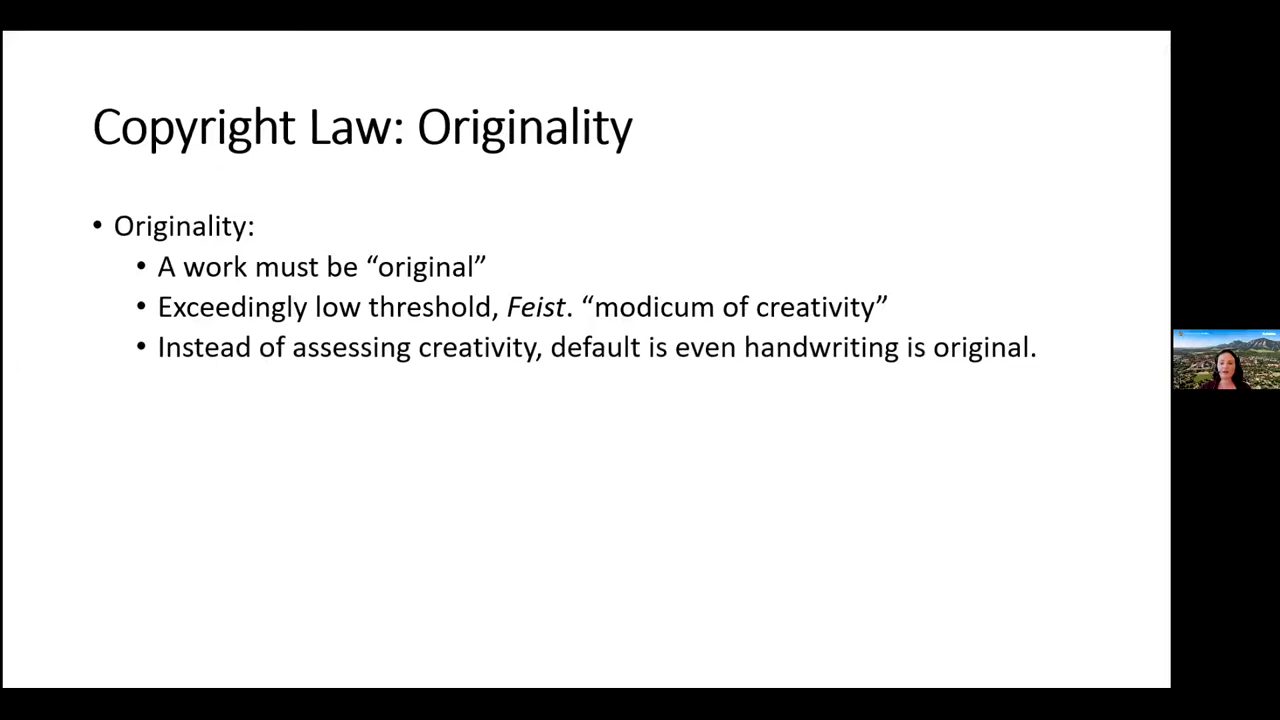 Copyright Law: Originality
• Originality:
• A work must be “original”
• Exceedingly low threshold, Feist. “modicum of creativity”
• Instead of assessing creativity, default is even handwriting is original.